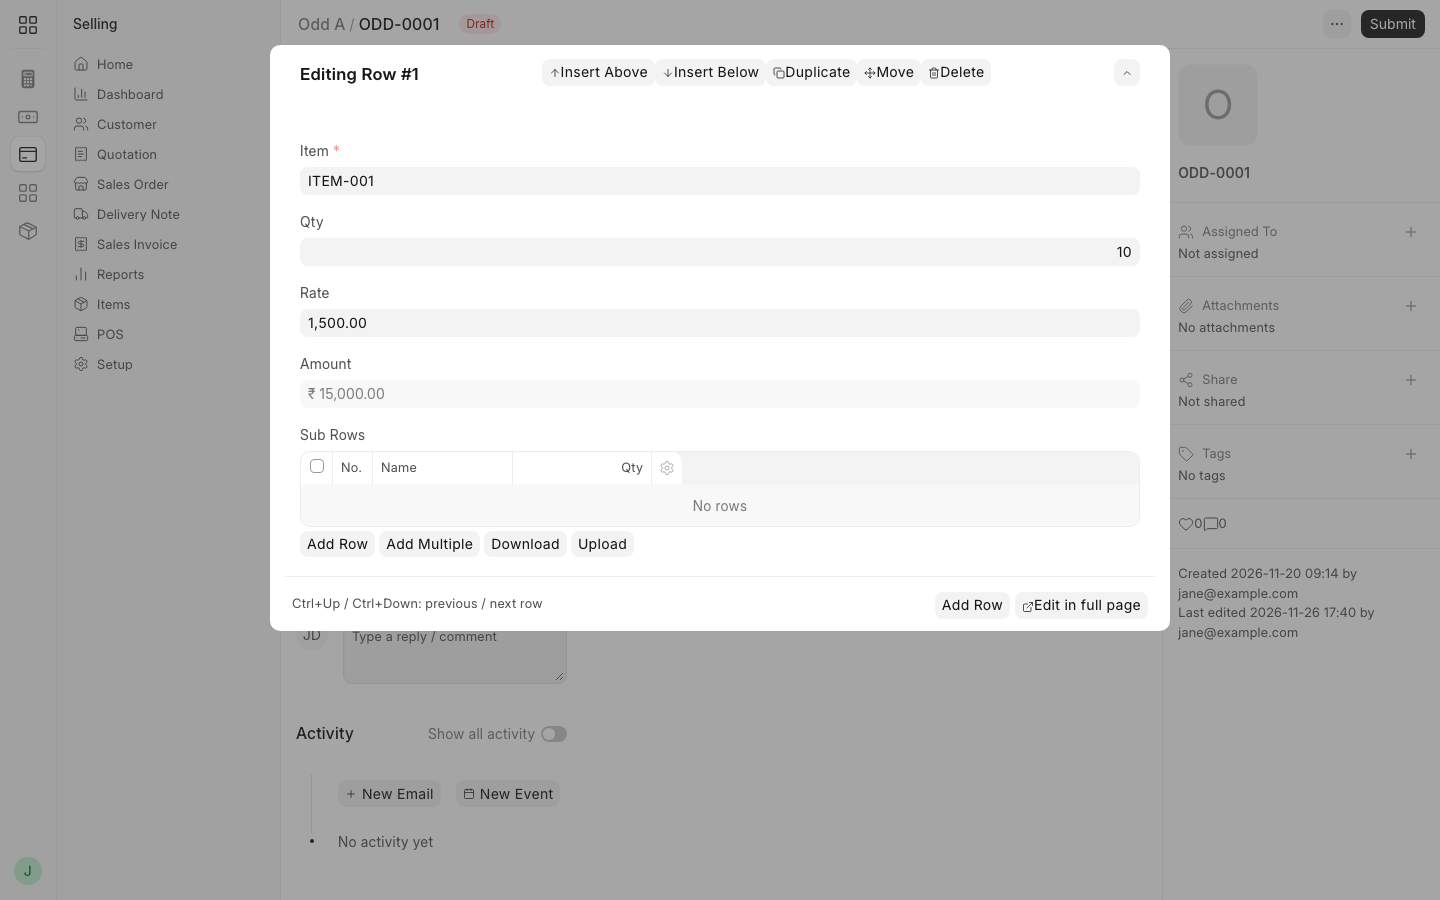 Selling
Odd A / ODD-0001
Draft
Submit
Home
Dashboard
Customer
Quotation
Sales Order
Delivery Note
Sales Invoice
Reports
Items
POS
Setup
J
Editing Row #1
Insert Above
Insert Below
Duplicate
Move
Delete
Item *
ITEM-001
Qty
10
Rate
1,500.00
Amount
₹ 15,000.00
Sub Rows
No. Name Qty
No rows
Add Row
Add Multiple
Download
Upload
Ctrl+Up / Ctrl+Down: previous / next row
Add Row
Edit in full page
JD
Type a reply / comment
Activity
Show all activity
New Email
New Event
No activity yet
O
ODD-0001
Assigned To
Not assigned
Attachments
No attachments
Share
Not shared
Tags
No tags
0 0
Created 2026-11-20 09:14 by
jane@example.com
Last edited 2026-11-26 17:40 by
jane@example.com